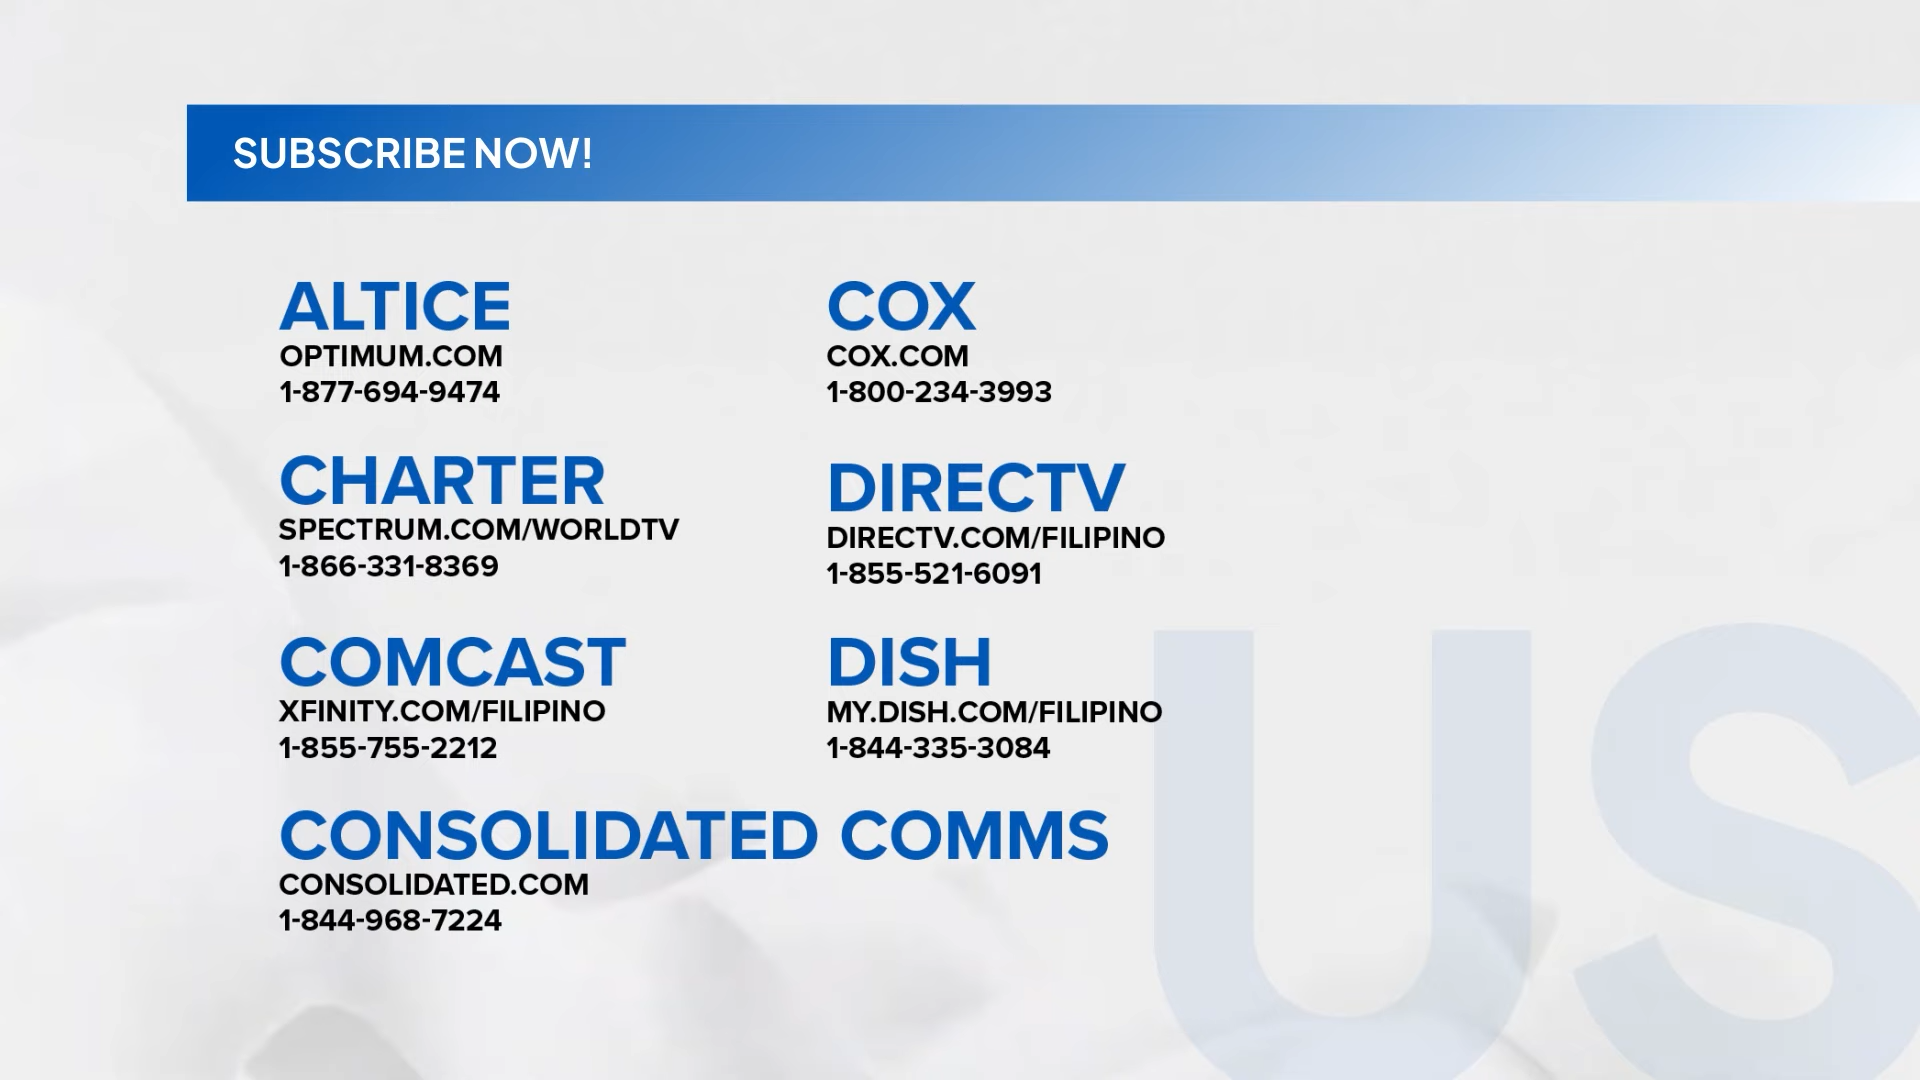 SUBSCRIBE NOW!
ALTICE
OPTIMUM.COM
1-877-694-9474
CHARTER
SPECTRUM.COM/WORLDTV
1-866-331-8369
COMCAST
XFINITY.COM/FILIPINO
1-855-755-2212
CONSOLIDATED COMMS
CONSOLIDATED.COM
1-844-968-7224
COX
COX.COM
1-800-234-3993
DIRECTV
DIRECTV.COM/FILIPINO
1-855-521-6091
DISH
MY.DISH.COM/FILIPINO
1-844-335-3084
US